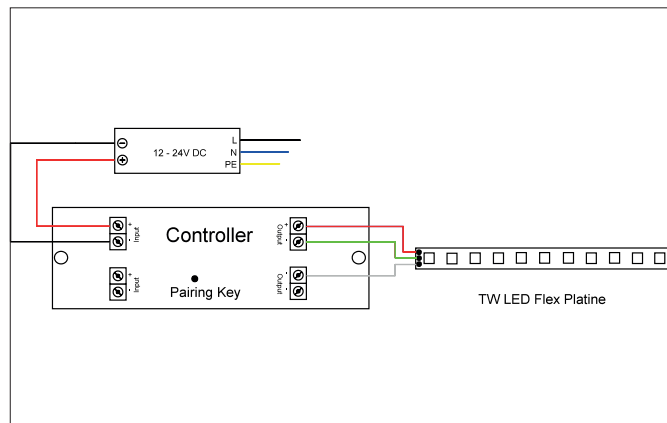 L
12 - 24V DC
N
PE
+
Input
-
Controller
+
Output
-
+
Input
-
Pairing Key
-
Output
+
TW LED Flex Platine